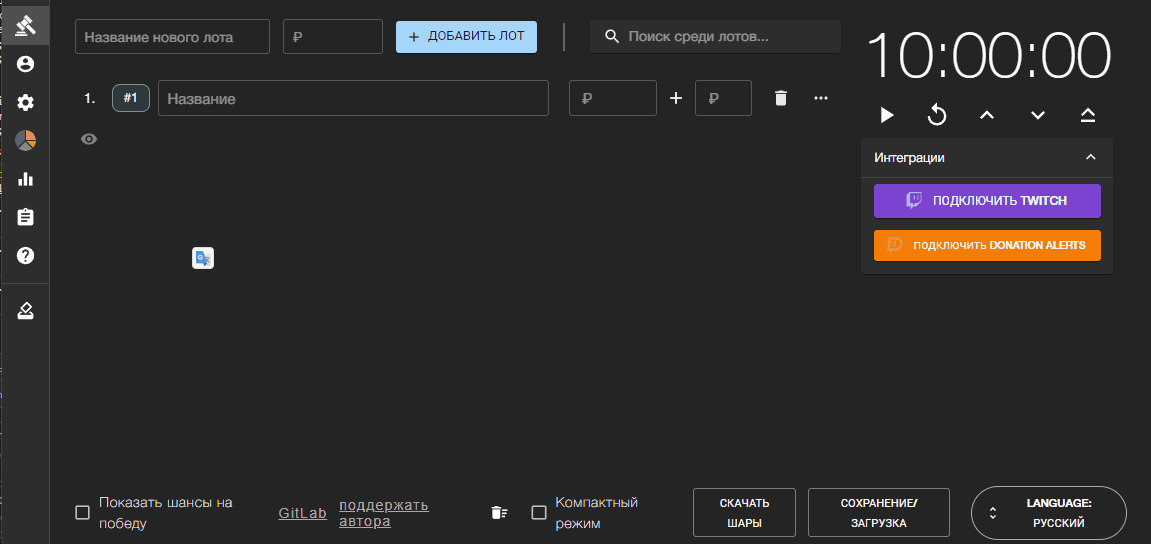 Название нового лота
₽
+ ДОБАВИТЬ ЛОТ
Поиск среди лотов...
10:00:00
1.
#1
Название
₽
+
₽
Интеграции
ПОДКЛЮЧИТЬ TWITCH
ПОДКЛЮЧИТЬ DONATION ALERTS
Показать шансы на
победу
GitLab
поддержать
автора
Компактный
режим
СКАЧАТЬ
ШАРЫ
СОХРАНЕНИЕ/
ЗАГРУЗКА
LANGUAGE:
РУССКИЙ